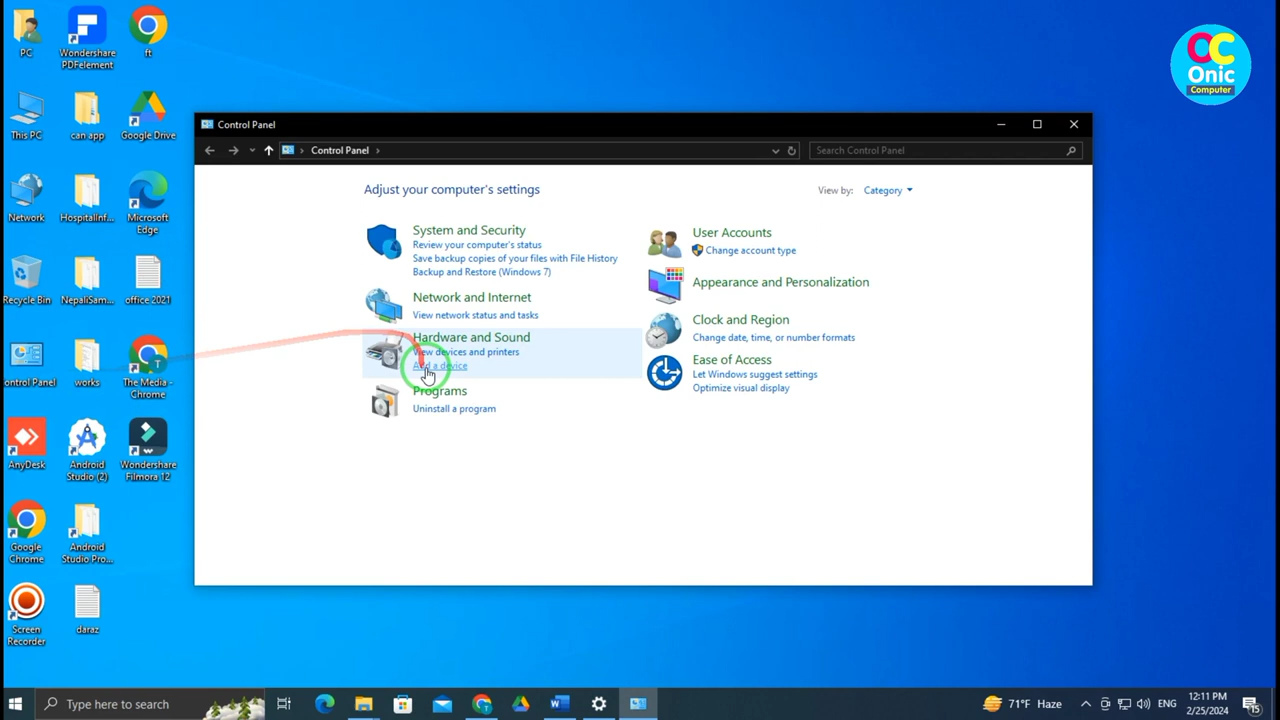 PC
Wondershare
PDFelement
ft
This PC
can app
Google Drive
Network
HospitalInf...
Microsoft
Edge
Recycle Bin
NepaliSam...
office 2021
ontrol Panel
works
The Media -
Chrome
AnyDesk
Android
Studio (2)
Wondershare
Filmora 12
Google
Chrome
Android
Studio Pro...
Screen
Recorder
daraz
OC
Onic
Computer
Control Panel
Control Panel
Search Control Panel
Adjust your computer's settings
View by: Category
System and Security
Review your computer's status
Save backup copies of your files with File History
Backup and Restore (Windows 7)
Network and Internet
View network status and tasks
Hardware and Sound
View devices and printers
Add a device
Programs
Uninstall a program
User Accounts
Change account type
Appearance and Personalization
Clock and Region
Change date, time, or number formats
Ease of Access
Let Windows suggest settings
Optimize visual display
Type here to search
71°F Haze
ENG
12:11 PM
2/25/2024
15